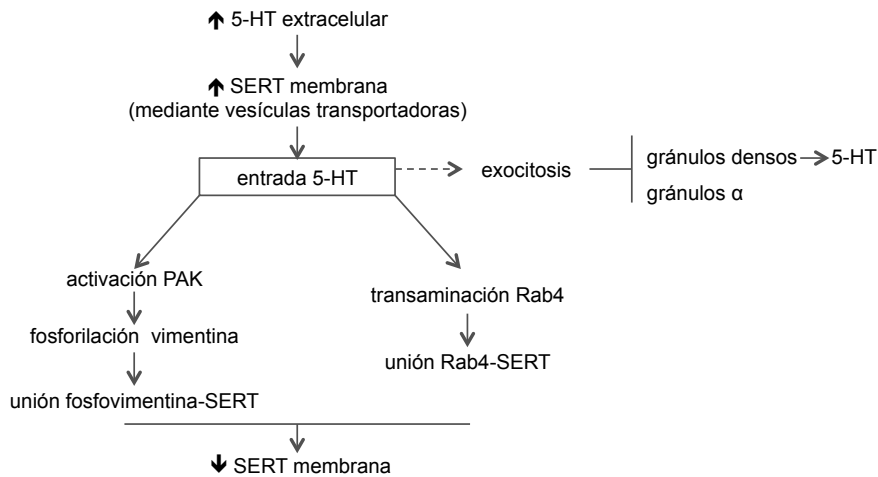 🠩 5-HT extracelular
🠩 SERT membrana
(mediante vesículas transportadoras)
entrada 5-HT
exocitosis
gránulos densos
5-HT
gránulos α
activación PAK
fosforilación vimentina
unión fosfovimentina-SERT
transaminación Rab4
unión Rab4-SERT
🠫 SERT membrana